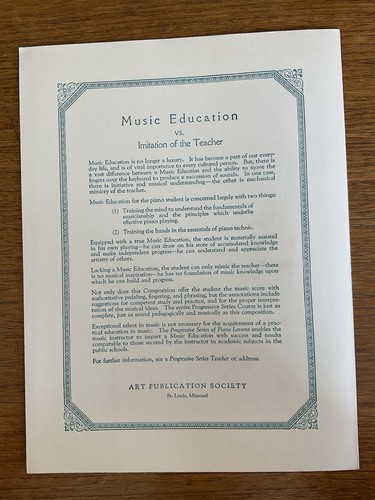 Music Education
vs.
Imitation of the Teacher
Music Education is no longer a luxury. It has become a part of our every-
day life, and is of vital importance to every cultured person. But, there is
a vast difference between a Music Education and the ability to move the
fingers over the keyboard to produce a succession of sounds. In one case,
there is initiative and musical understanding—the other is mechanical
mimicry of the teacher.
Music Education for the piano student is concerned largely with two things:
(1) Training the mind to understand the fundamentals of
musicianship and the principles which underlie
effective piano playing.
(2) Training the hands in the essentials of piano technic.
Equipped with a true Music Education, the student is materially assisted
in his own playing—he can draw on his store of accumulated knowledge
and make independent progress—he can understand and appreciate the
artistry of others.
Lacking a Music Education, the student can only mimic the teacher—there
is no musical inspiration—he has no foundation of music knowledge upon
which he can build and progress.
Not only does this Composition offer the student the music score with
authoritative pedaling, fingering, and phrasing, but the annotations include
suggestions for competent study and practice, and for the proper interpre-
tation of the musical ideas. The entire Progressive Series Course is just as
complete, just as sound pedagogically and musically as this composition.
Exceptional talent in music is not necessary for the requirement of a prac-
tical education in music. The Progressive Series of Piano Lessons enables the
music instructor to impart a Music Education with success and results
comparable to those secured by the instructor in academic subjects in the
public schools.
For further information, see a Progressive Series Teacher or address.
ART PUBLICATION SOCIETY
St. Louis, Missouri